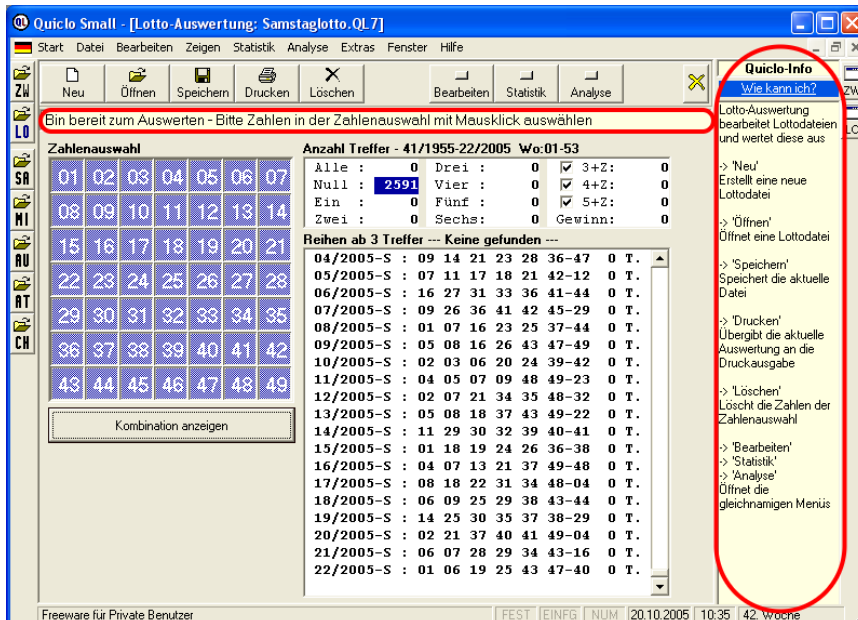 Quiclo Small - [Lotto-Auswertung: Samstaglotto.QL7]
Start Datei Bearbeiten Zeigen Statistik Analyse Extras Fenster Hilfe
ZW
LO
SA
MI
AU
AT
CH
Neu Öffnen Speichern Drucken Löschen Bearbeiten Statistik Analyse
Bin bereit zum Auswerten - Bitte Zahlen in der Zahlenauswahl mit Mausklick auswählen
Zahlenauswahl
01 02 03 04 05 06 07
08 09 10 11 12 13 14
15 16 17 18 19 20 21
22 23 24 25 26 27 28
29 30 31 32 33 34 35
36 37 38 39 40 41 42
43 44 45 46 47 48 49
Kombination anzeigen
Anzahl Treffer - 41/1955-22/2005 Wo:01-53
Alle : 0 Drei : 0 3+Z: 0
Null : 2591 Vier : 0 4+Z: 0
Ein : 0 Fünf : 0 5+Z: 0
Zwei : 0 Sechs: 0 Gewinn: 0
Reihen ab 3 Treffer --- Keine gefunden ---
04/2005-S : 09 14 21 23 28 36-47 0 T.
05/2005-S : 07 11 17 18 21 42-12 0 T.
06/2005-S : 16 27 31 33 36 41-44 0 T.
07/2005-S : 09 26 36 41 42 45-29 0 T.
08/2005-S : 01 07 16 23 25 37-44 0 T.
09/2005-S : 05 08 16 26 43 47-49 0 T.
10/2005-S : 02 03 06 20 24 39-42 0 T.
11/2005-S : 04 05 07 09 48 49-23 0 T.
12/2005-S : 02 07 21 34 35 48-32 0 T.
13/2005-S : 05 08 18 37 43 49-22 0 T.
14/2005-S : 11 29 30 32 39 40-41 0 T.
15/2005-S : 01 18 19 24 26 36-38 0 T.
16/2005-S : 04 07 13 21 37 49-48 0 T.
17/2005-S : 08 18 22 31 34 48-04 0 T.
18/2005-S : 06 09 25 29 38 43-44 0 T.
19/2005-S : 14 25 30 35 37 38-29 0 T.
20/2005-S : 02 21 37 40 41 49-04 0 T.
21/2005-S : 06 07 28 29 34 43-16 0 T.
22/2005-S : 01 06 19 25 43 47-40 0 T.
Quiclo-Info
Wie kann ich?
Lotto-Auswertung
bearbeitet Lottodateien
und wertet diese aus
-> 'Neu'
Erstellt eine neue
Lottodatei
-> 'Öffnen'
Öffnet eine Lottodatei
-> 'Speichern'
Speichert die aktuelle
Datei
-> 'Drucken'
Übergibt die aktuelle
Auswertung an die
Druckausgabe
-> 'Löschen'
Löscht die Zahlen der
Zahlenauswahl
-> 'Bearbeiten'
-> 'Statistik'
-> 'Analyse'
Öffnet die
gleichnamigen Menüs
ZW
Freeware für Private Benutzer FEST EINFG NUM 20.10.2005 10:35 42. Woche